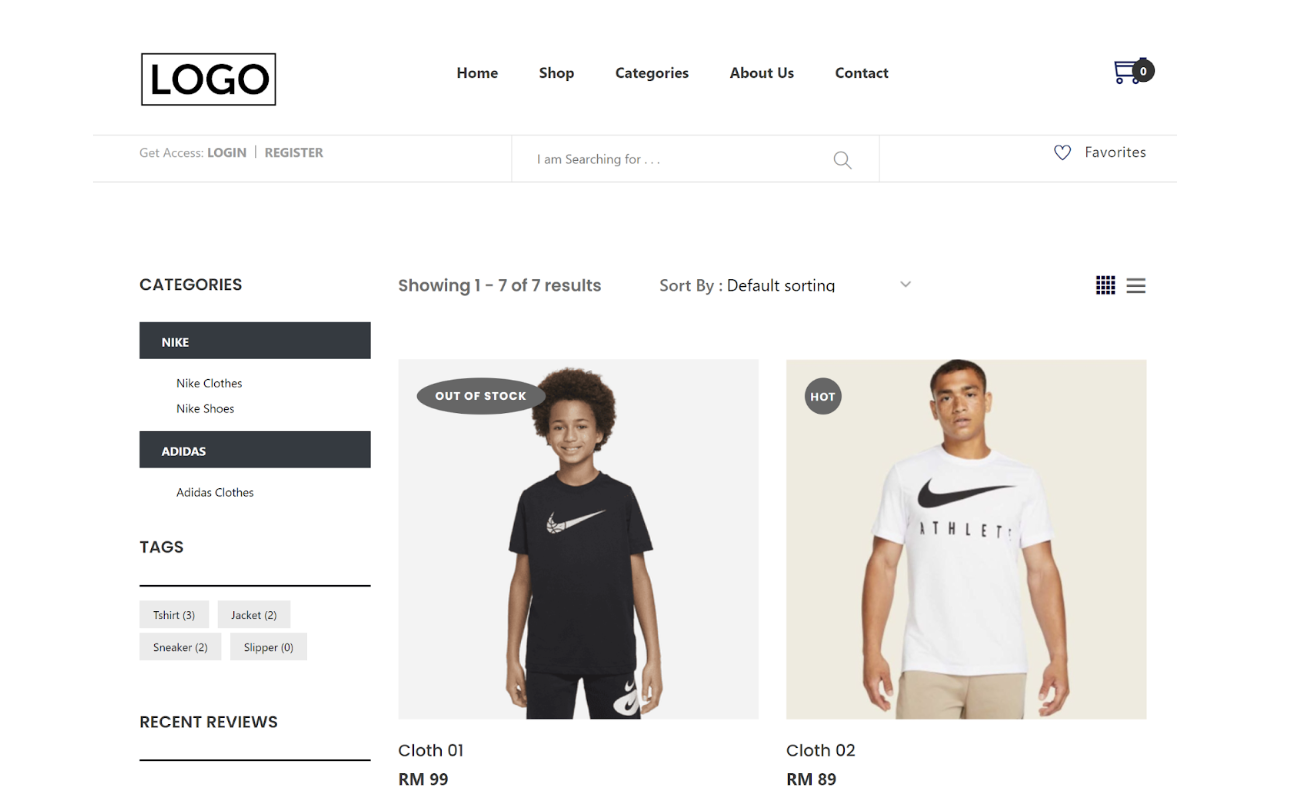 LOGO
Home Shop Categories About Us Contact
0
Get Access: LOGIN | REGISTER
I am Searching for . . .
Favorites
CATEGORIES
Showing 1 - 7 of 7 results
Sort By : Default sorting
NIKE
Nike Clothes
Nike Shoes
ADIDAS
Adidas Clothes
TAGS
Tshirt (3) Jacket (2)
Sneaker (2) Slipper (0)
RECENT REVIEWS
OUT OF STOCK
Cloth 01
RM 99
HOT
ATHLETE
Cloth 02
RM 89